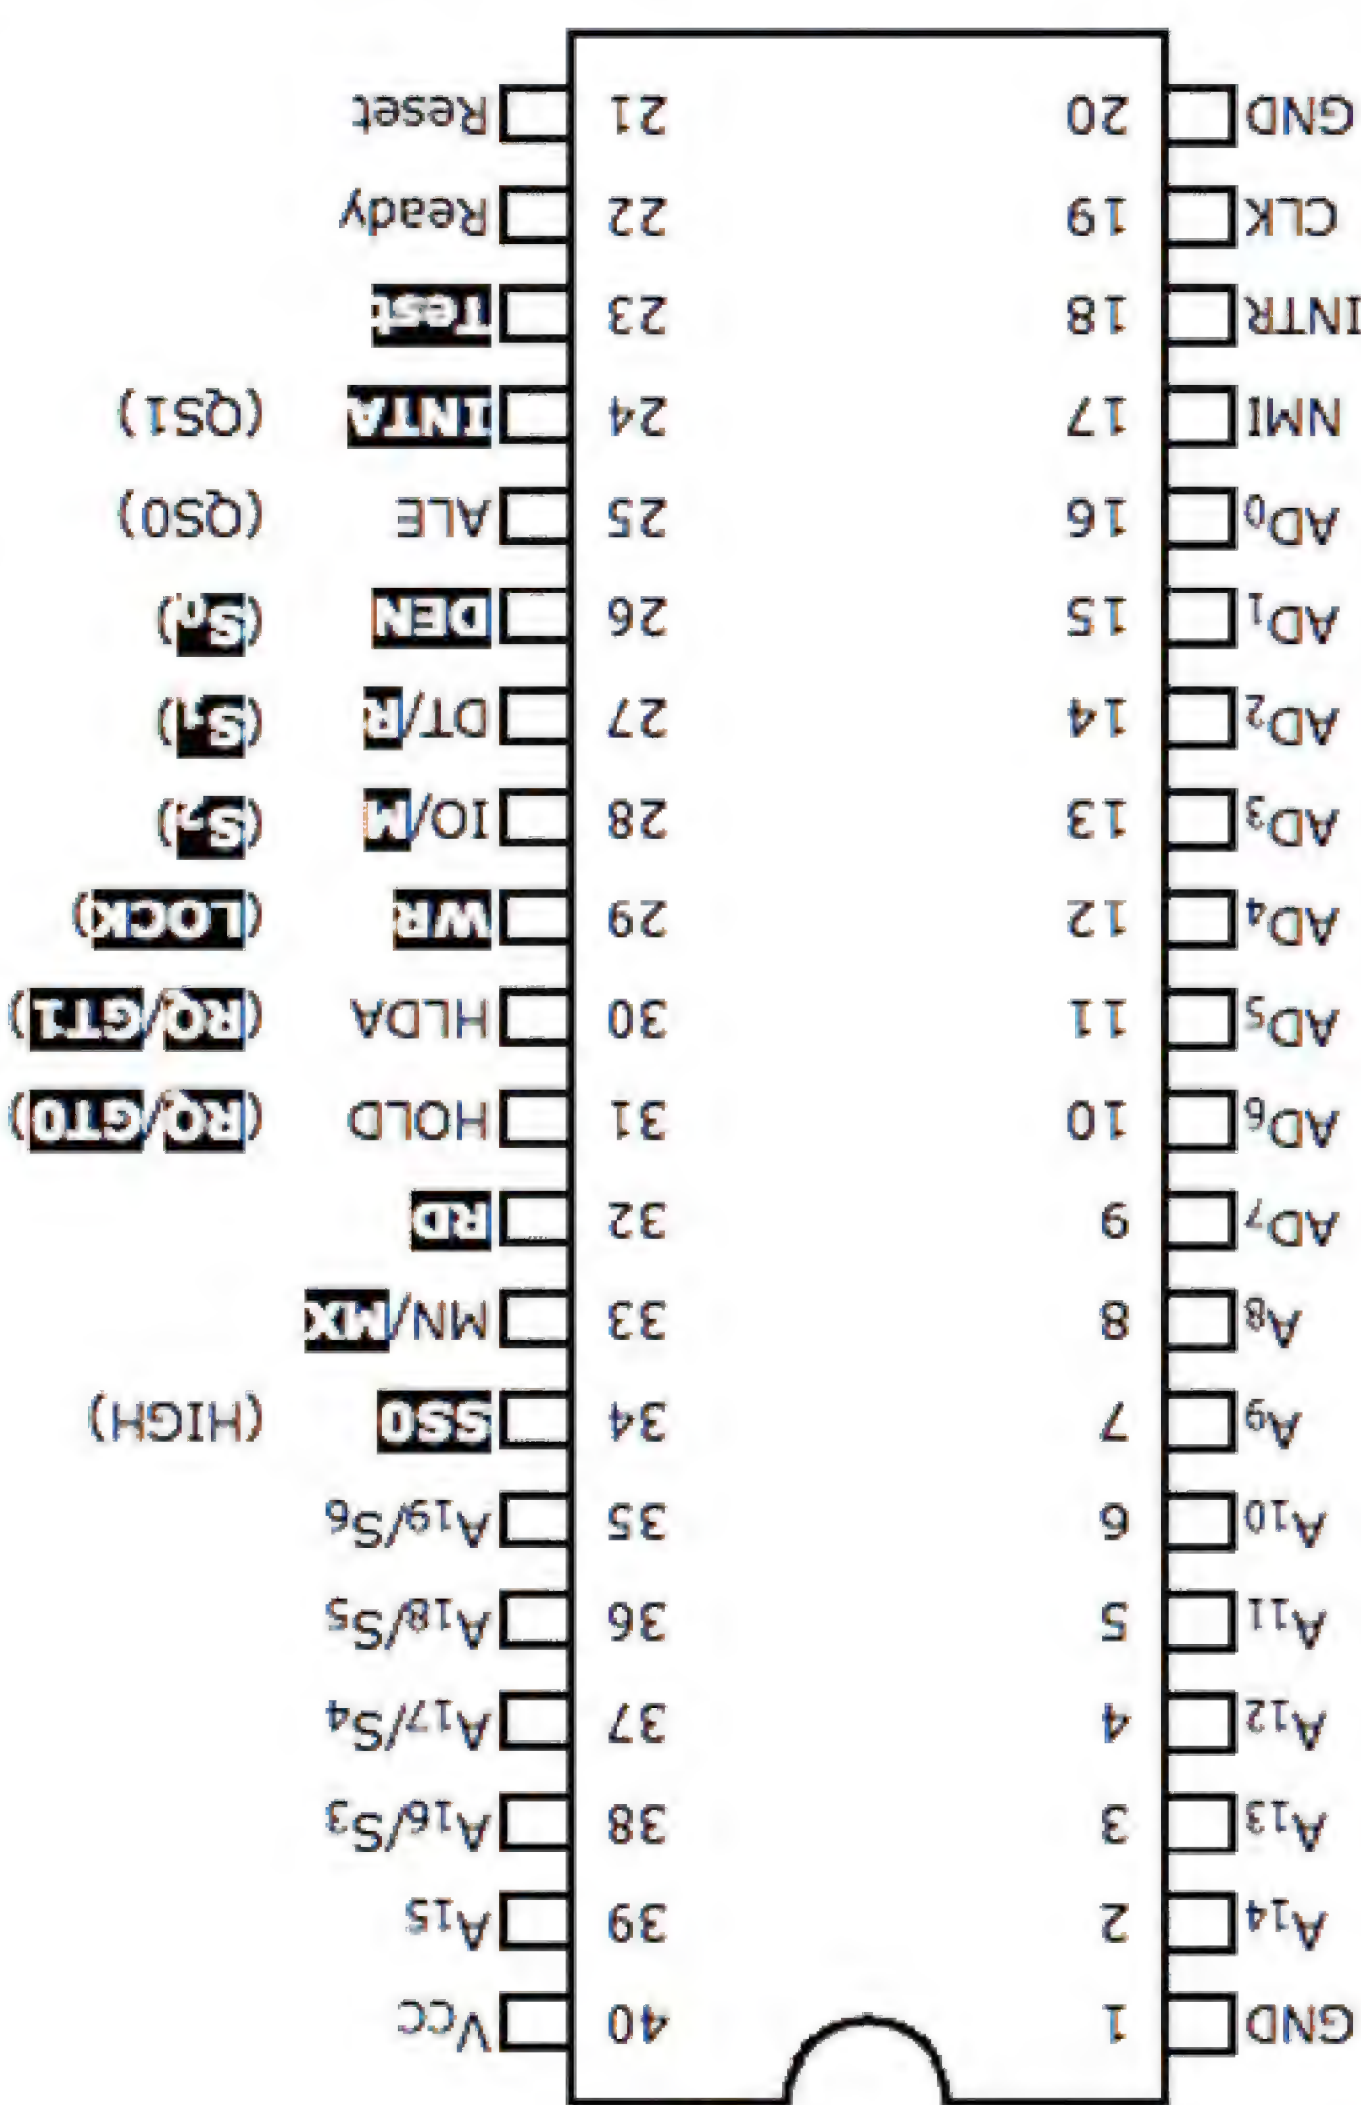 GND 1 40 VCC
A14 2 39 A15
A13 3 38 A16/S3
A12 4 37 A17/S4
A11 5 36 A18/S5
A10 6 35 A19/S6
A9 7 34 SS0 (HIGH)
A8 8 33 MN/MX
AD7 9 32 RD
AD6 10 31 HOLD (RQ/GT0)
AD5 11 30 HLDA (RQ/GT1)
AD4 12 29 WR (LOCK)
AD3 13 28 IO/M (S2)
AD2 14 27 DT/R (S1)
AD1 15 26 DEN (S0)
AD0 16 25 ALE (QS0)
NMI 17 24 INTA (QS1)
INTR 18 23 Test
CLK 19 22 Ready
GND 20 21 Reset